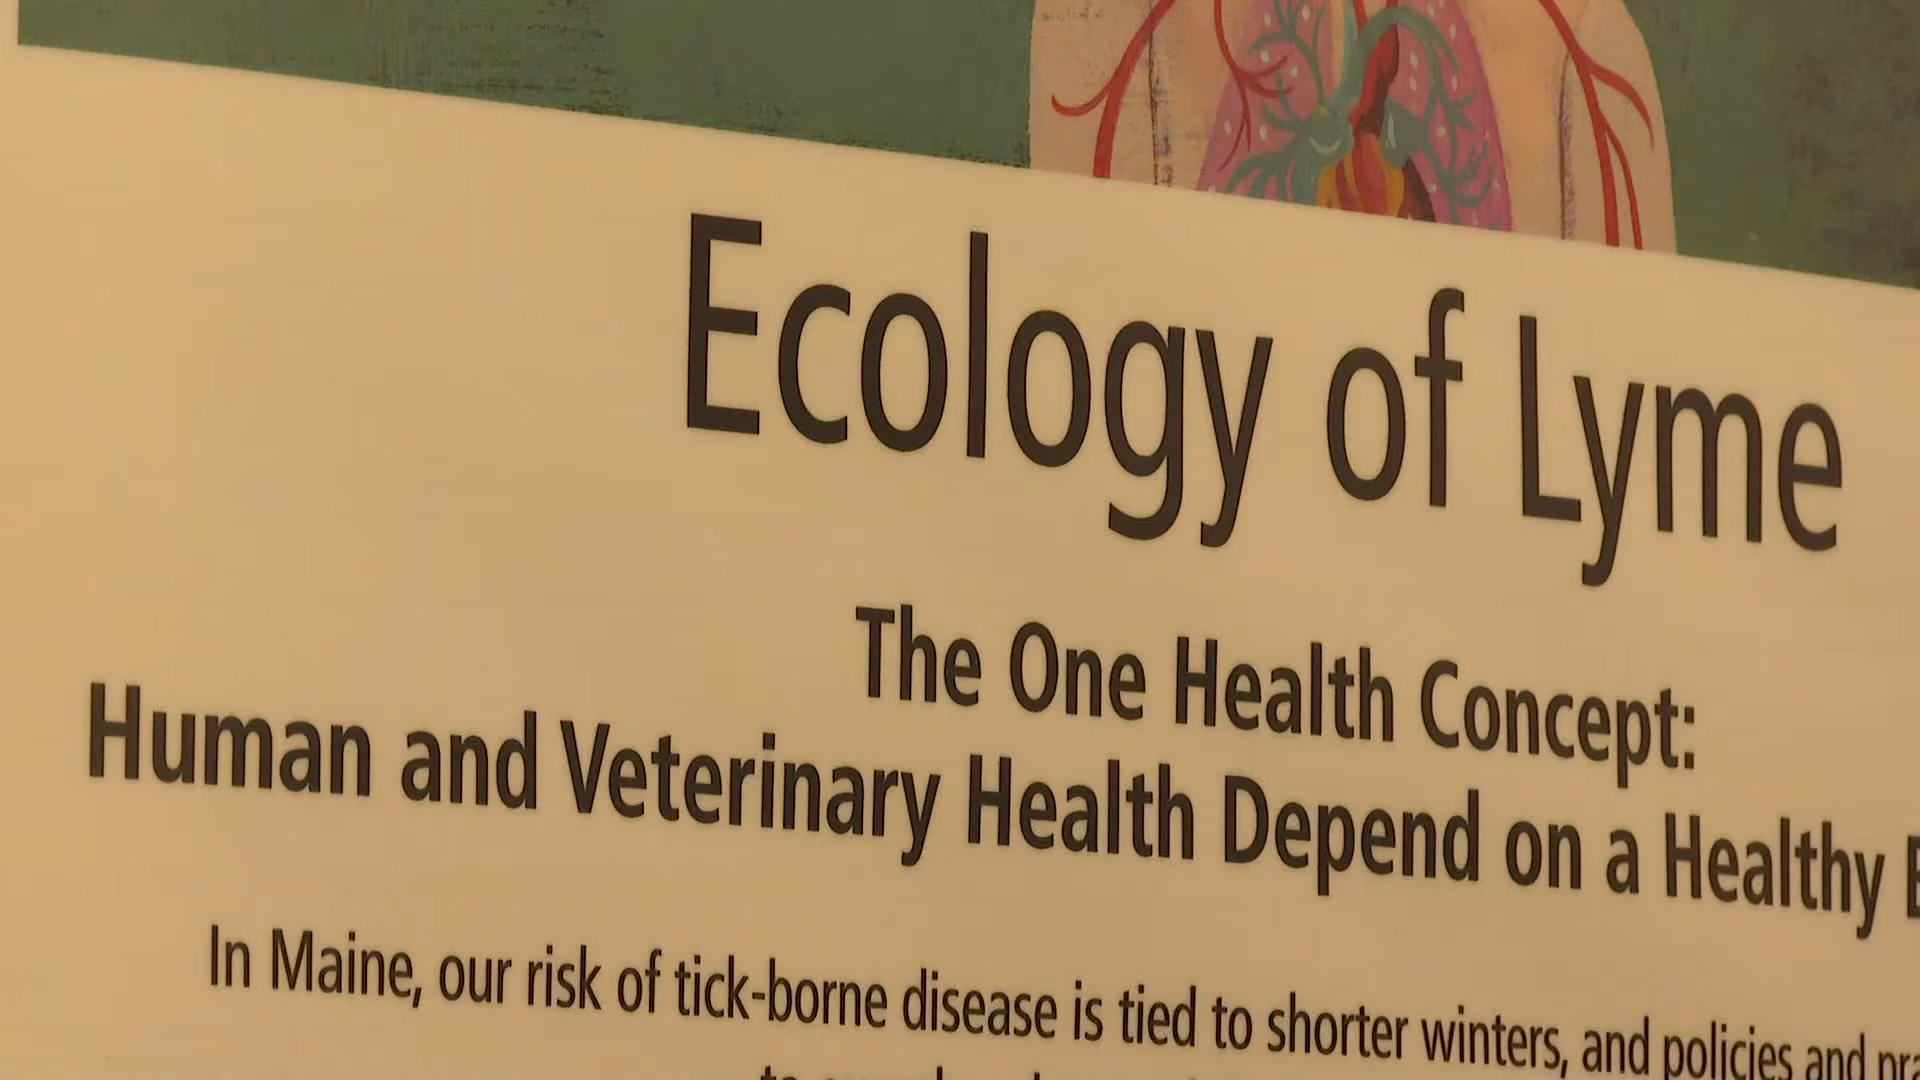 Ecology of Lyme
The One Health Concept:
Human and Veterinary Health Depend on a Healthy
In Maine, our risk of tick-borne disease is tied to shorter winters, and policies and